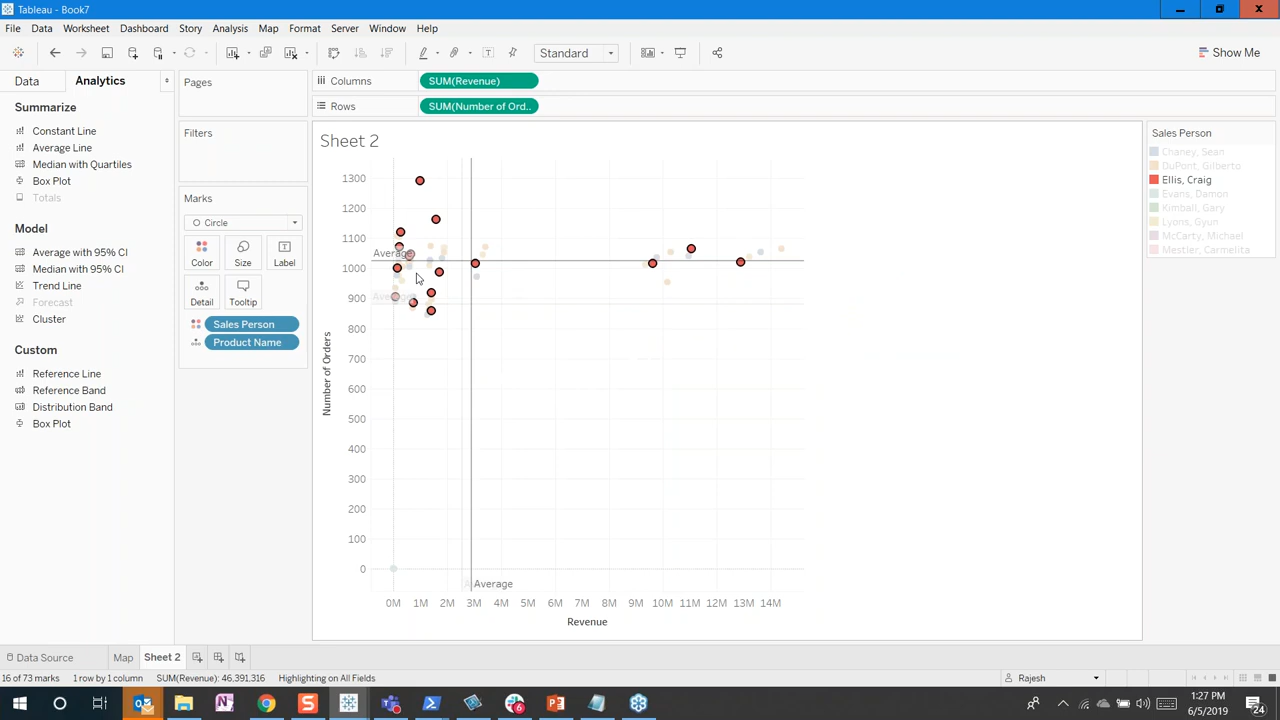 Tableau - Book7
File Data Worksheet Dashboard Story Analysis Map Format Server Window Help
Standard
Show Me
Data Analytics
Summarize
Constant Line
Average Line
Median with Quartiles
Box Plot
Totals
Model
Average with 95% CI
Median with 95% CI
Trend Line
Forecast
Cluster
Custom
Reference Line
Reference Band
Distribution Band
Box Plot
Pages
Filters
Marks
Circle
Color Size Label
Detail Tooltip
Sales Person
Product Name
Columns SUM(Revenue)
Rows SUM(Number of Ord..
Sheet 2
1300
1200
1100
1000
900
800
700
600
500
400
300
200
100
0
Number of Orders
Average
Average
Average
0M 1M 2M 3M 4M 5M 6M 7M 8M 9M 10M 11M 12M 13M 14M
Revenue
Sales Person
Chaney, Sean
DuPont, Gilberto
Ellis, Craig
Evans, Damon
Kimball, Gary
Lyons, Gyun
McCarty, Michael
Mestler, Carmelita
Data Source Map Sheet 2
16 of 73 marks 1 row by 1 column SUM(Revenue): 46,391,316 Highlighting on All Fields Rajesh
1:27 PM
6/5/2019
24
6